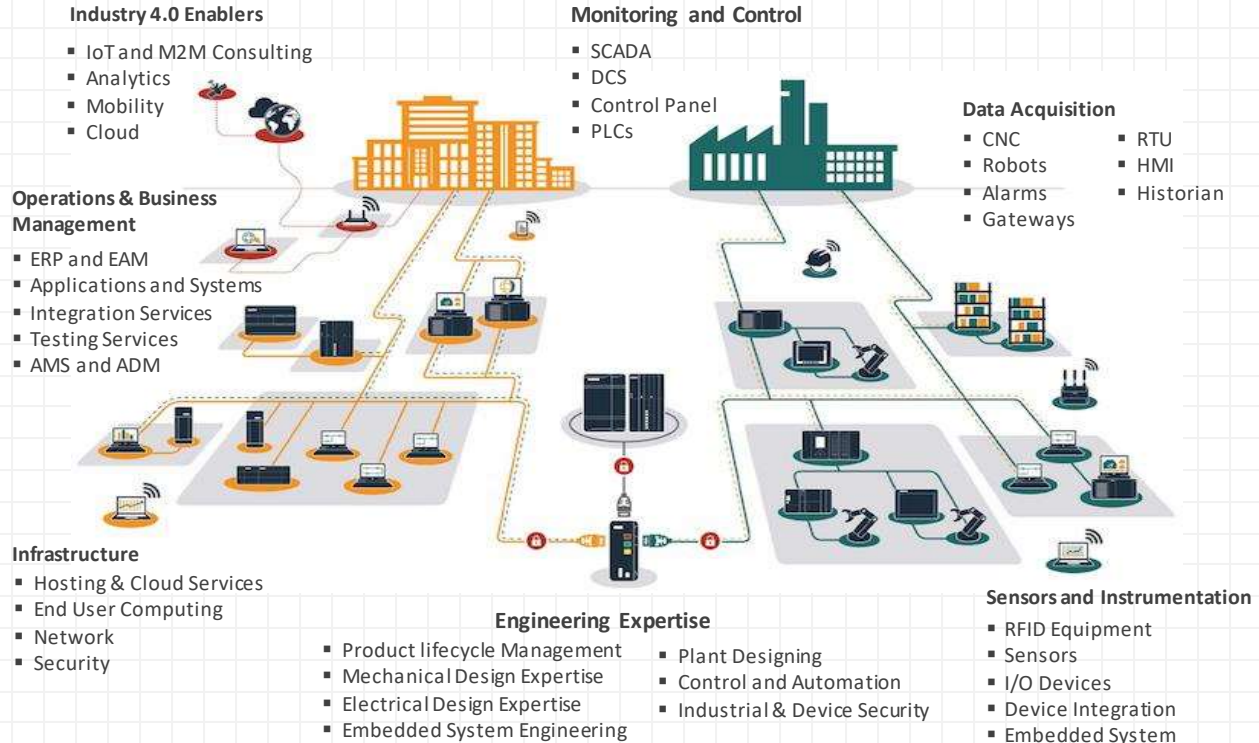 Industry 4.0 Enablers
▪ IoT and M2M Consulting
▪ Analytics
▪ Mobility
▪ Cloud
Monitoring and Control
▪ SCADA
▪ DCS
▪ Control Panel
▪ PLCs
Data Acquisition
▪ CNC
▪ Robots
▪ Alarms
▪ Gateways
▪ RTU
▪ HMI
▪ Historian
Operations & Business
Management
▪ ERP and EAM
▪ Applications and Systems
▪ Integration Services
▪ Testing Services
▪ AMS and ADM
Infrastructure
▪ Hosting & Cloud Services
▪ End User Computing
▪ Network
▪ Security
Engineering Expertise
▪ Product lifecycle Management
▪ Mechanical Design Expertise
▪ Electrical Design Expertise
▪ Embedded System Engineering
▪ Plant Designing
▪ Control and Automation
▪ Industrial & Device Security
Sensors and Instrumentation
▪ RFID Equipment
▪ Sensors
▪ I/O Devices
▪ Device Integration
▪ Embedded System